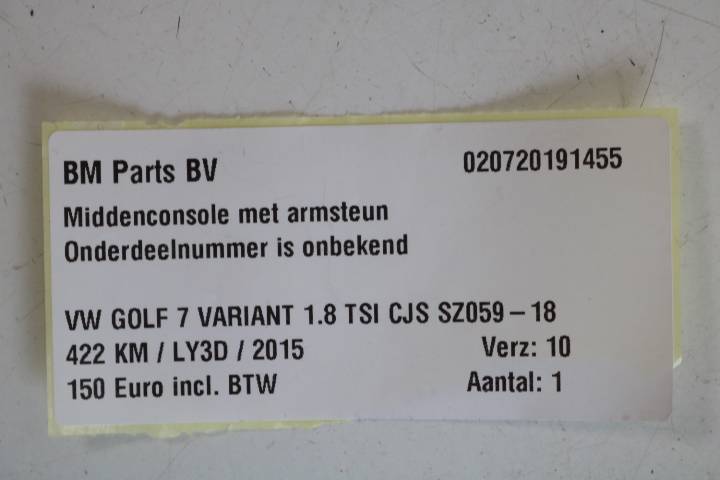 BM Parts BV 020720191455
Middenconsole met armsteun
Onderdeelnummer is onbekend
VW GOLF 7 VARIANT 1.8 TSI CJS SZ059-18
422 KM / LY3D / 2015 Verz: 10
150 Euro incl. BTW Aantal: 1